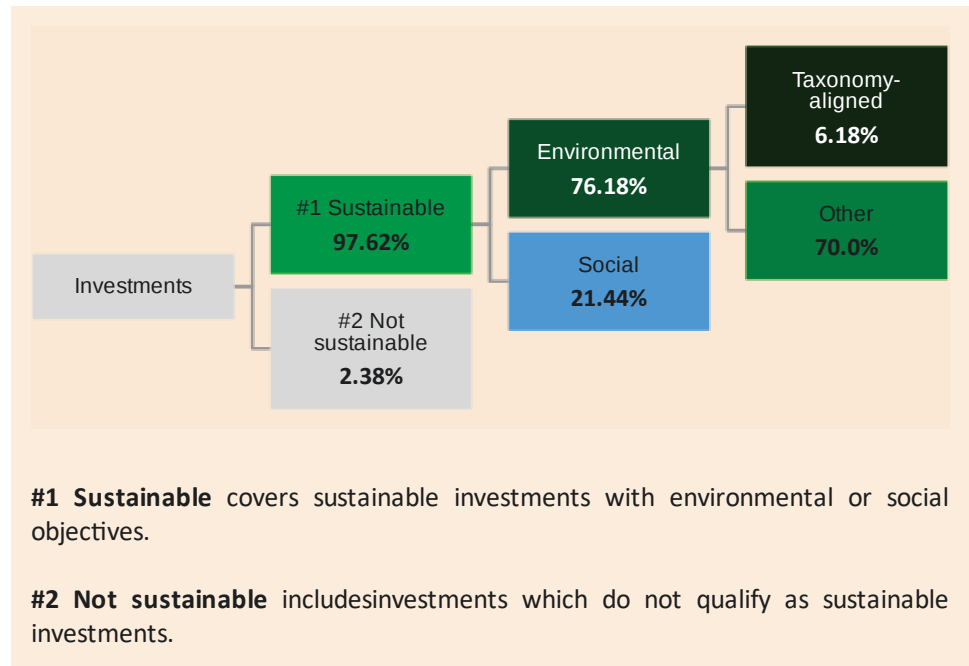 Investments
#1 Sustainable
97.62%
#2 Not
sustainable
2.38%
Environmental
76.18%
Social
21.44%
Taxonomy-
aligned
6.18%
Other
70.0%
#1 Sustainable covers sustainable investments with environmental or social
objectives.
#2 Not sustainable includesinvestments which do not qualify as sustainable
investments.